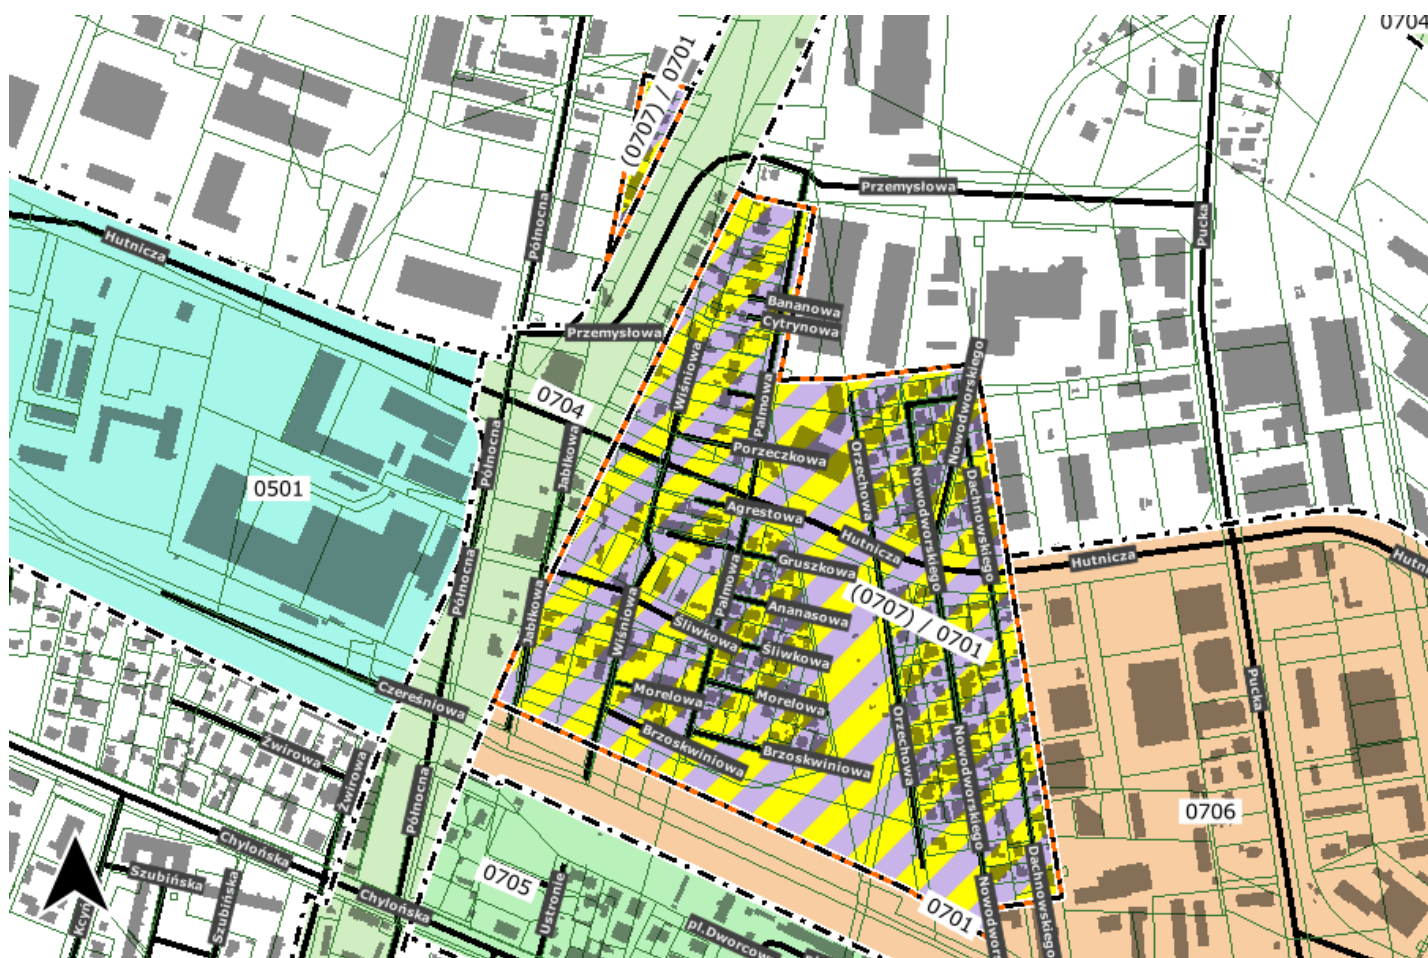 0704
(0707) / 0701
Przemysłowa
Północna
Pucka
Hutnicza
Bananowa
Cytrynowa
Przemysłowa
Wiśniowa
Nowodworskiego
0704
Palmowa
Północna
Jabłkowa
Porzeczkowa
Orzechowa
0501
Nowodworskiego
Dachnowskiego
Agrestowa
Hutnicza
Hutnicza
Gruszkowa
Północna
Palmowa
Jabłkowa
Wiśniowa
Ananasowa
(0707) / 0701
Śliwkowa
Śliwkowa
Czereśniowa
Morelowa
Morelowa
Pucka
Żwirowa
Żwirowa
Brzoskwiniowa
Brzoskwiniowa
Orzechowa
Nowodworskiego
Północna
0706
Chylońska
Szubińska
Szubińska
0705
Ustronie
Chylońska
0701
Dachnowskiego
pl.Dworcow